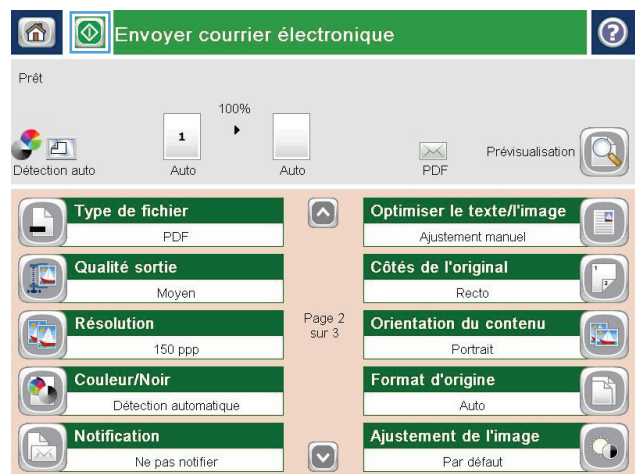 Envoyer courrier électronique
Prêt
100%
1
Détection auto
Auto
Auto
PDF
Prévisualisation
Type de fichier
PDF
Qualité sortie
Moyen
Résolution
150 ppp
Couleur/Noir
Détection automatique
Notification
Ne pas notifier
Page 2
sur 3
Optimiser le texte/l'image
Ajustement manuel
Côtés de l'original
Recto
Orientation du contenu
Portrait
Format d'origine
Auto
Ajustement de l'image
Par défaut